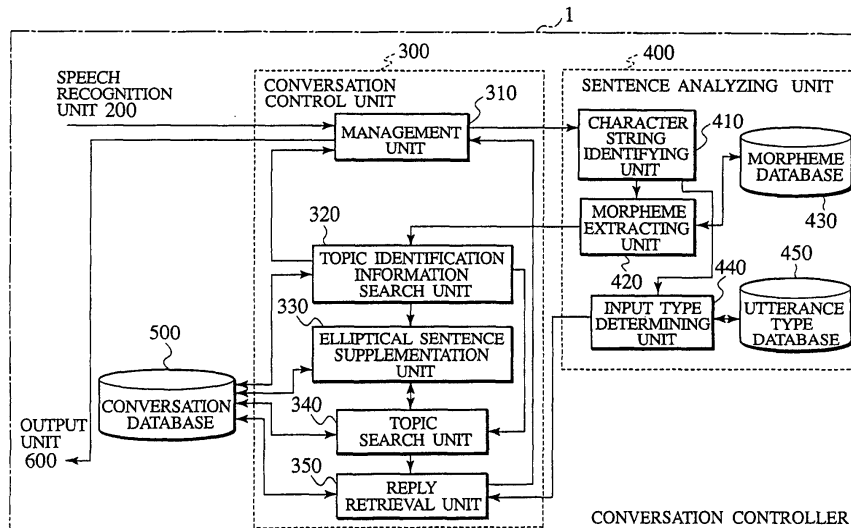 1
300
400
SPEECH
RECOGNITION
UNIT 200
CONVERSATION
CONTROL UNIT
310
MANAGEMENT
UNIT
SENTENCE ANALYZING UNIT
CHARACTER
STRING
IDENTIFYING
UNIT
410
MORPHEME
DATABASE
430
MORPHEME
EXTRACTING
UNIT
420
320
TOPIC IDENTIFICATION
INFORMATION
SEARCH UNIT
440
450
INPUT TYPE
DETERMINING
UNIT
UTTERANCE
TYPE
DATABASE
330
ELLIPTICAL SENTENCE
SUPPLEMENTATION
UNIT
500
CONVERSATION
DATABASE
340
TOPIC
SEARCH UNIT
OUTPUT
UNIT
600
350
REPLY
RETRIEVAL UNIT
CONVERSATION CONTROLLER